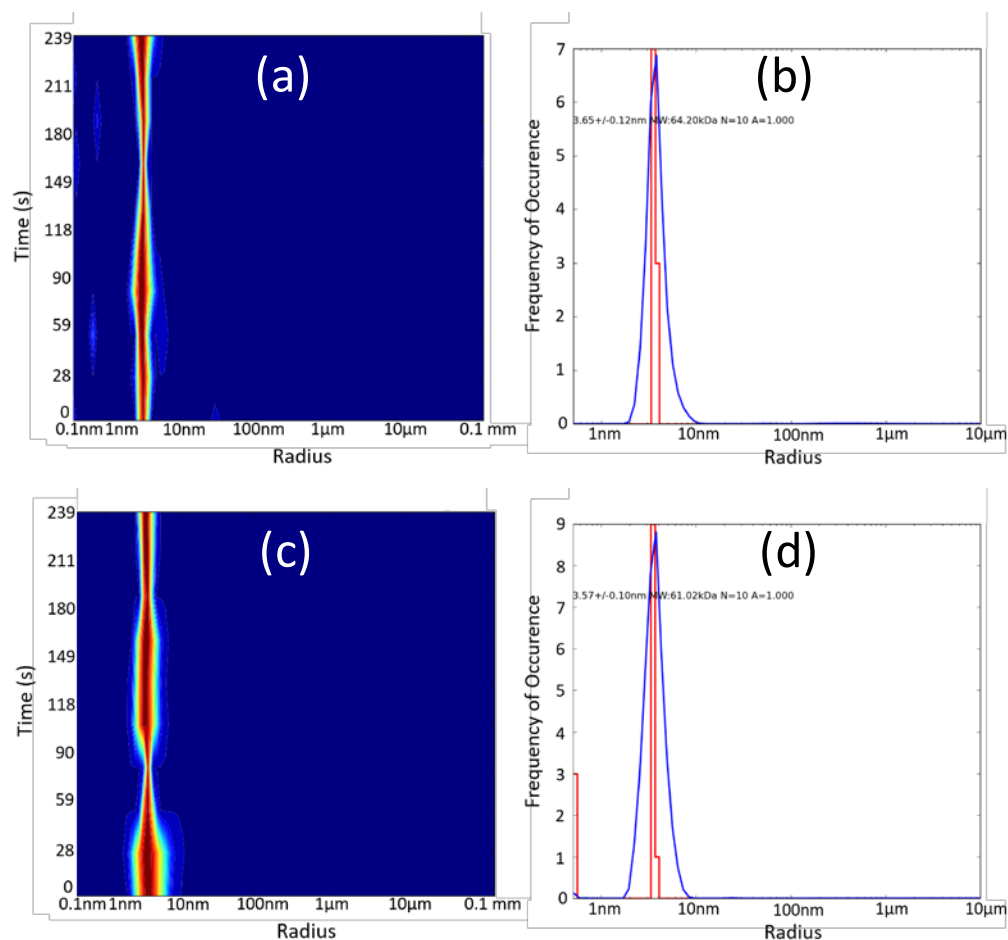 (a)
239
211
180
149
118
90
59
28
0
Time (s)
0.1nm 1nm 10nm 100nm 1µm 10µm 0.1 mm
Radius
(b)
7
6
5
4
3
2
1
0
3.65+/-0.12nm MW:64.20kDa N=10 A=1.000
Frequency of Occurence
1nm 10nm 100nm 1µm 10µm
Radius
(c)
239
211
180
149
118
90
59
28
0
Time (s)
0.1nm 1nm 10nm 100nm 1µm 10µm 0.1 mm
Radius
(d)
9
8
7
6
5
4
3
2
1
0
3.57+/-0.10nm MW:61.02kDa N=10 A=1.000
Frequency of Occurence
1nm 10nm 100nm 1µm 10µm
Radius